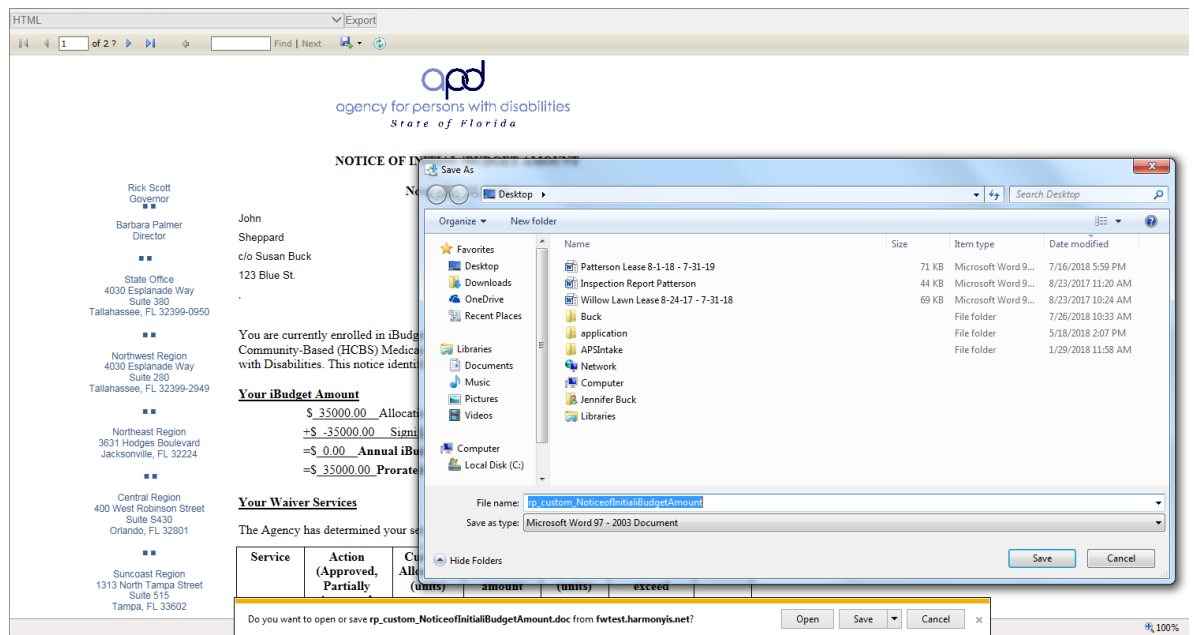 HTML Export
1 of 2 ? Find | Next
apd
agency for persons with disabilities
State of Florida
NOTICE OF
Rick Scott
Governor
Barbara Palmer
Director
State Office
4030 Esplanade Way
Suite 380
Tallahassee, FL 32399-0950
Northwest Region
4030 Esplanade Way
Suite 280
Tallahassee, FL 32399-2949
Northeast Region
3631 Hodges Boulevard
Jacksonville, FL 32224
Central Region
400 West Robinson Street
Suite S430
Orlando, FL 32801
Suncoast Region
1313 North Tampa Street
Suite 515
Tampa, FL 33602
John
Sheppard
c/o Susan Buck
123 Blue St.
.
You are currently enrolled in iBudg
Community-Based (HCBS) Medica
with Disabilities. This notice identi
Your iBudget Amount
$ 35000.00 Allocati
+$ -35000.00 Signi
=$ 0.00 Annual iBu
=$ 35000.00 Prorate
Your Waiver Services
The Agency has determined your se
Service
Action
(Approved,
Partially
(units)
amount
(units)
exceed
Save As
Desktop
Search Desktop
Organize New folder
Favorites
Desktop
Downloads
OneDrive
Recent Places
Libraries
Documents
Music
Pictures
Videos
Computer
Local Disk (C:)
Name Size Item type Date modified
Patterson Lease 8-1-18 - 7-31-19 71 KB Microsoft Word 9... 7/16/2018 5:59 PM
Inspection Report Patterson 44 KB Microsoft Word 9... 8/23/2017 11:20 AM
Willow Lawn Lease 8-24-17 - 7-31-18 69 KB Microsoft Word 9... 8/23/2017 10:24 AM
Buck File folder 7/26/2018 10:33 AM
application File folder 5/18/2018 2:07 PM
APSIntake File folder 1/29/2018 11:58 AM
Network
Computer
Jennifer Buck
Libraries
File name: rp_custom_NoticeofInitialiBudgetAmount
Save as type: Microsoft Word 97 - 2003 Document
Hide Folders Save Cancel
Do you want to open or save rp_custom_NoticeofInitialiBudgetAmount.doc from fwtest.harmonyis.net? Open Save Cancel
100%